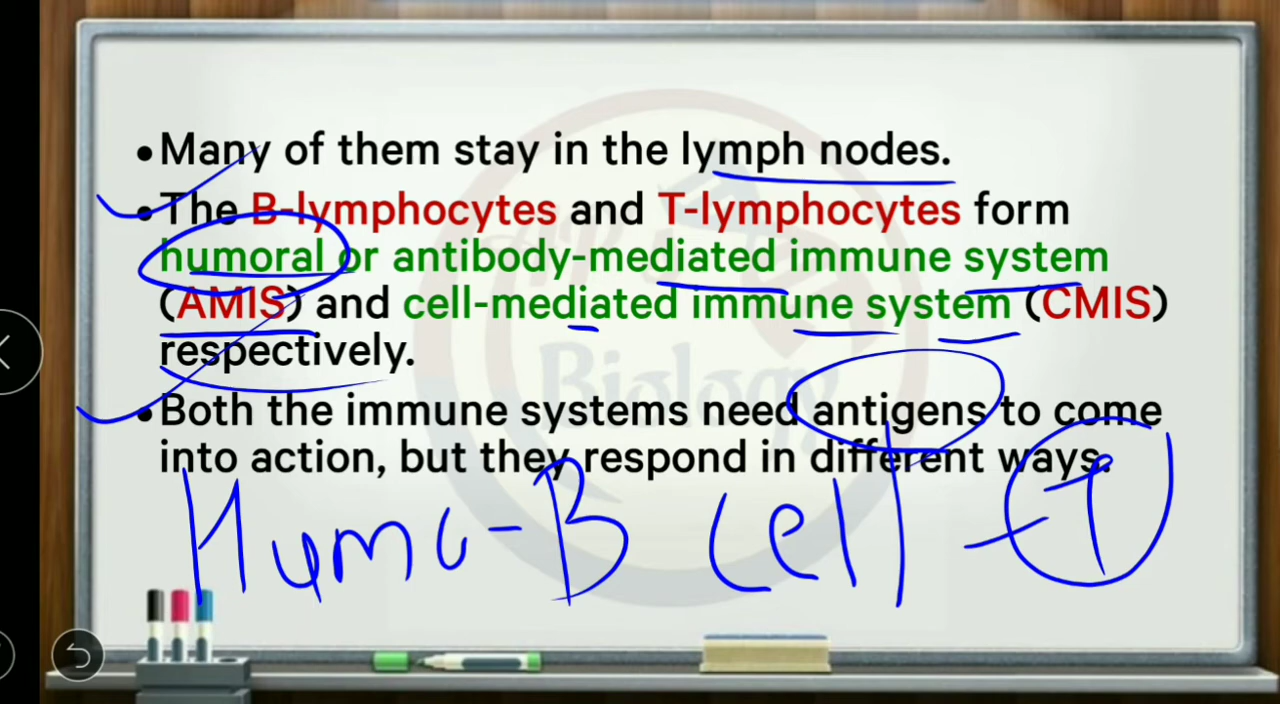 •Many of them stay in the lymph nodes.
•The B-lymphocytes and T-lymphocytes form
humoral or antibody-mediated immune system
(AMIS) and cell-mediated immune system (CMIS)
respectively.
Biology
•Both the immune systems need antigens to come
into action, but they respond in different ways.
Humo-B cell - T